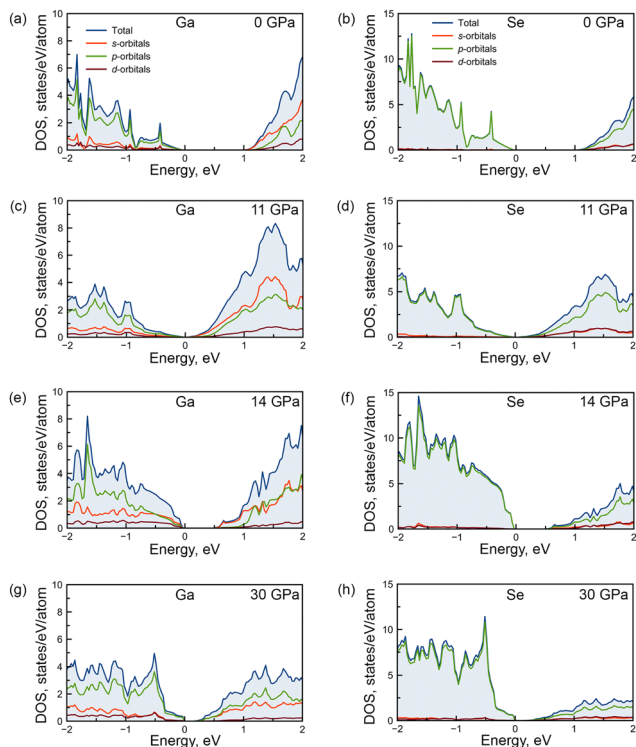 (a) Ga 0 GPa
Total
s-orbitals
p-orbitals
d-orbitals
DOS, states/eV/atom
10
8
6
4
2
0
−2 −1 0 1 2
Energy, eV
(b) Se 0 GPa
Total
s-orbitals
p-orbitals
d-orbitals
DOS, states/eV/atom
15
10
5
0
−2 −1 0 1 2
Energy, eV
(c) Ga 11 GPa
DOS, states/eV/atom
10
8
6
4
2
0
−2 −1 0 1 2
Energy, eV
(d) Se 11 GPa
DOS, states/eV/atom
15
10
5
0
−2 −1 0 1 2
Energy, eV
(e) Ga 14 GPa
DOS, states/eV/atom
10
8
6
4
2
0
−2 −1 0 1 2
Energy, eV
(f) Se 14 GPa
DOS, states/eV/atom
15
10
5
0
−2 −1 0 1 2
Energy, eV
(g) Ga 30 GPa
DOS, states/eV/atom
10
8
6
4
2
0
−2 −1 0 1 2
Energy, eV
(h) Se 30 GPa
DOS, states/eV/atom
15
10
5
0
−2 −1 0 1 2
Energy, eV